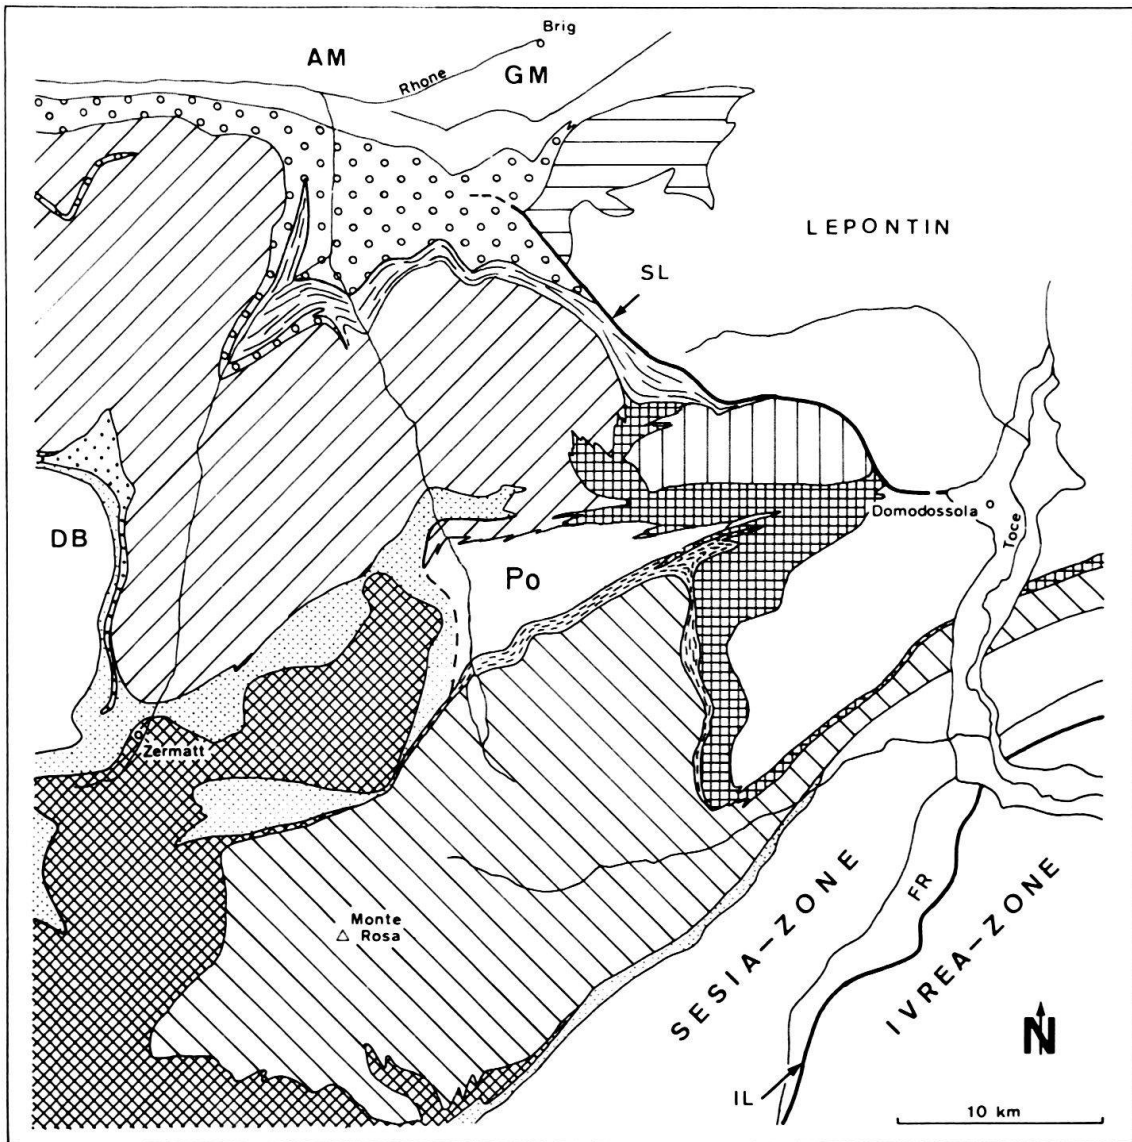 Brig
AM
Rhone
GM
LEPONTIN
SL
Domodossola
Toce
DB
Po
Zermatt
Monte
Rosa
SESIA-ZONE
FR
IVREA-ZONE
N
IL
10 km